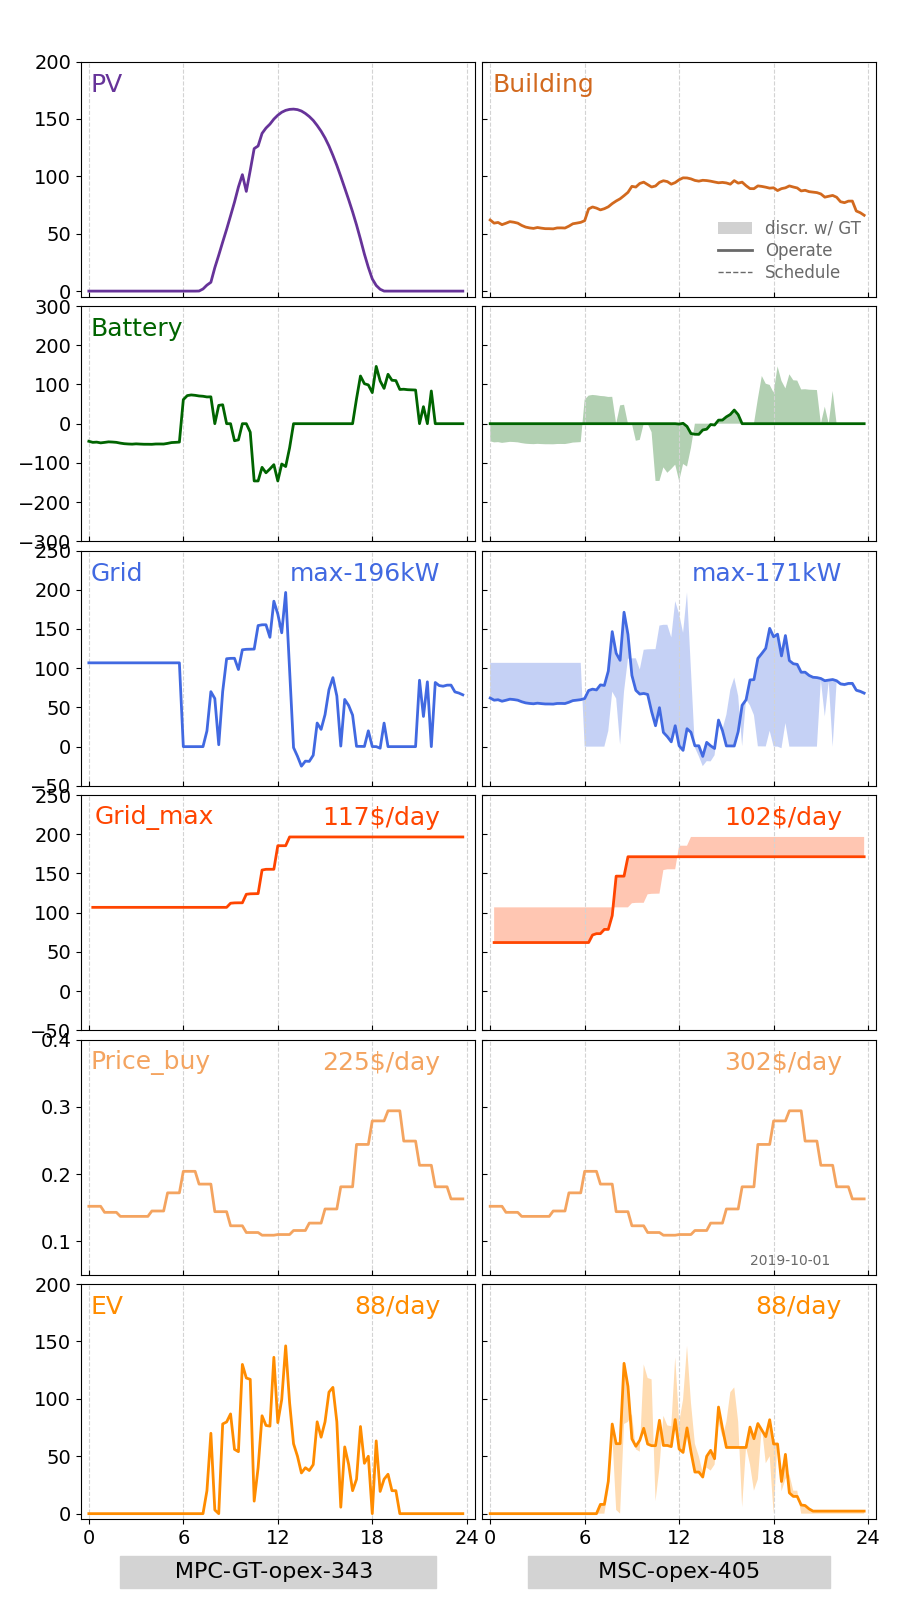 PV
Building
200
150
100
50
0
discr. w/ GT
Operate
Schedule
Battery
300
200
100
0
−100
−200
−300
Grid
max-196kW
max-171kW
250
200
150
100
50
0
−50
Grid_max
117$/day
102$/day
250
200
150
100
50
0
−50
Price_buy
225$/day
302$/day
0.4
0.3
0.2
0.1
2019-10-01
EV
88/day
88/day
200
150
100
50
0
0 6 12 18 24 0 6 12 18 24
MPC-GT-opex-343
MSC-opex-405